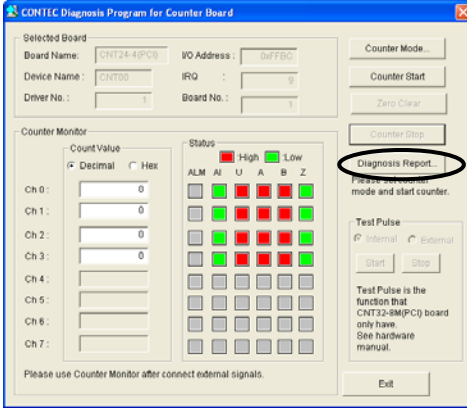 CONTEC Diagnosis Program for Counter Board
Selected Board
Board Name: CNT24-4(PCI) I/O Address : 0xFFBC
Device Name : CNT00 IRQ : 9
Driver No. : 1 Board No. : 1
Counter Mode...
Counter Start
Zero Clear
Counter Stop
Diagnosis Report...
Please set counter
mode and start counter.
Counter Monitor
Count Value
Decimal Hex
Status
:High :Low
ALM AI U A B Z
Ch 0 : 0
Ch 1 : 0
Ch 2 : 0
Ch 3 : 0
Ch 4 :
Ch 5 :
Ch 6 :
Ch 7 :
Please use Counter Monitor after connect external signals.
Test Pulse
Internal External
Start Stop
Test Pulse is the
function that
CNT32-8M(PCI) board
only have.
See hardware
manual.
Exit